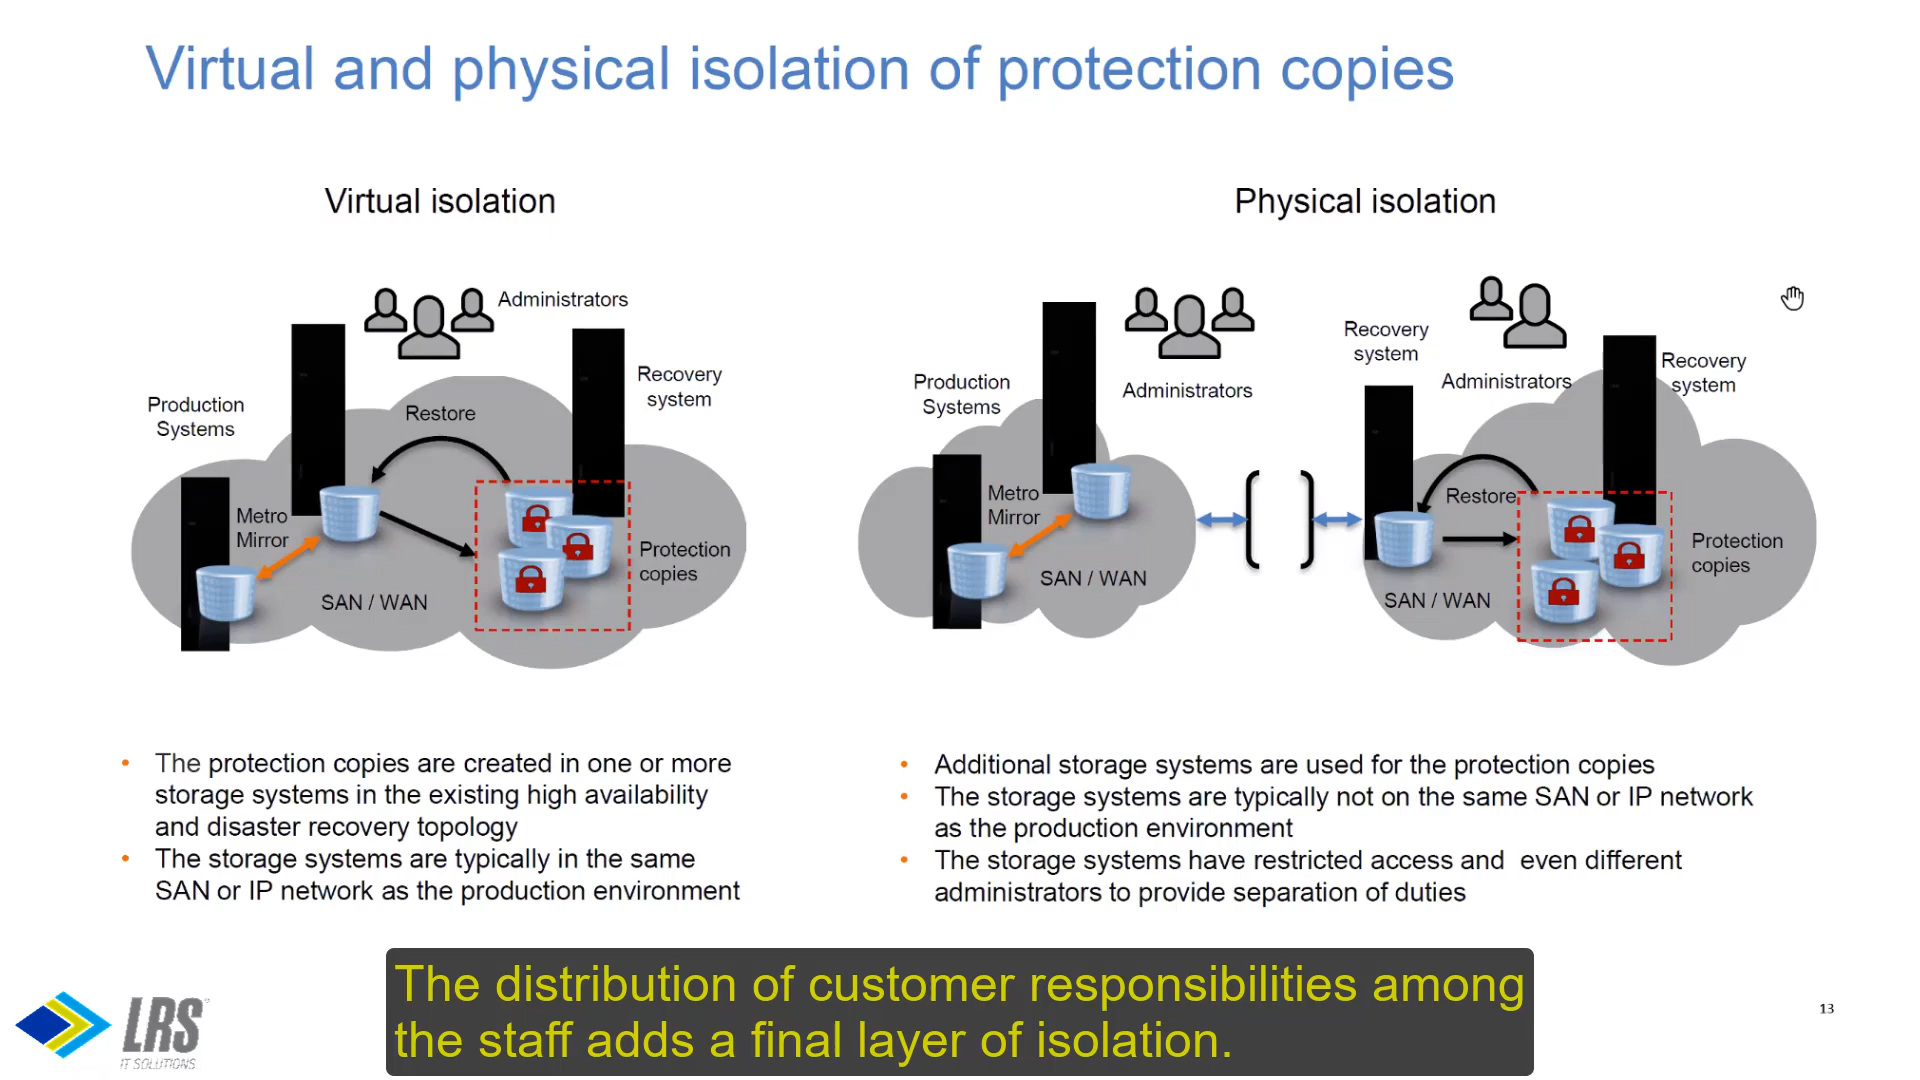 Virtual and physical isolation of protection copies
Virtual isolation
Administrators
Recovery
system
Production
Systems
Restore
Metro
Mirror
SAN / WAN
Protection
copies
Physical isolation
Production
Systems
Administrators
Metro
Mirror
SAN / WAN
Recovery
system
Administrators
Recovery
system
Restore
SAN / WAN
Protection
copies
• The protection copies are created in one or more
storage systems in the existing high availability
and disaster recovery topology
• The storage systems are typically in the same
SAN or IP network as the production environment
• Additional storage systems are used for the protection copies
• The storage systems are typically not on the same SAN or IP network
as the production environment
• The storage systems have restricted access and even different
administrators to provide separation of duties
The distribution of customer responsibilities among
the staff adds a final layer of isolation.
LRS
IT SOLUTIONS
13